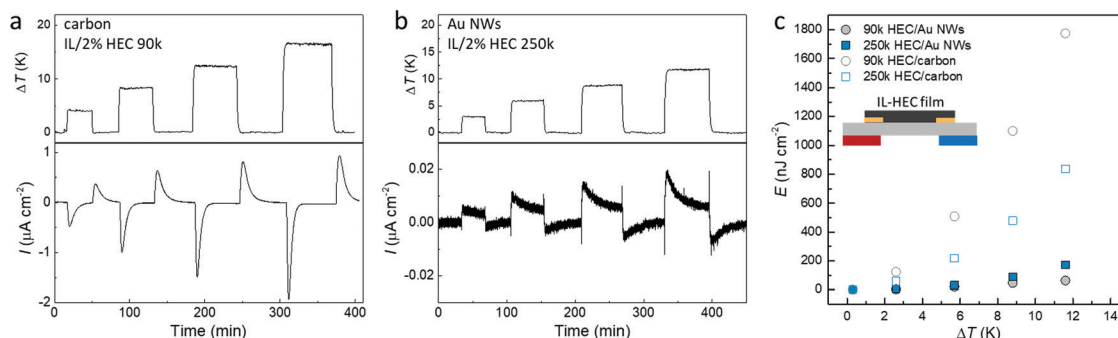 a
carbon
IL/2% HEC 90k
ΔT (K)
20
15
10
5
0
I (μA cm⁻²)
1
0
-1
-2
0
100
200
300
400
Time (min)
b
Au NWs
IL/2% HEC 250k
ΔT (K)
20
15
10
5
0
I (μA cm⁻²)
0.02
0.00
-0.02
0
100
200
300
400
Time (min)
c
90k HEC/Au NWs
250k HEC/Au NWs
90k HEC/carbon
250k HEC/carbon
IL-HEC film
E (nJ cm⁻²)
1800
1600
1400
1200
1000
800
600
400
200
0
0
2
4
6
8
10
12
14
ΔT (K)